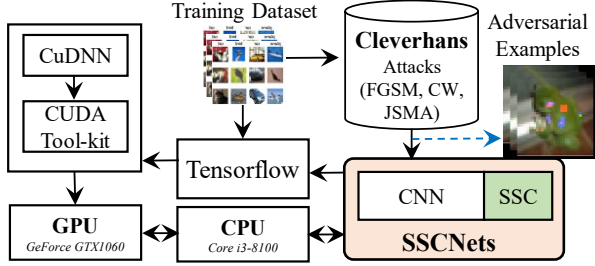 Training Dataset
CuDNN
CUDA
Tool-kit
Cleverhans
Attacks
(FGSM, CW,
JSMA)
Adversarial
Examples
Tensorflow
CNN
SSC
SSCNets
GPU
GeForce GTX1060
CPU
Core i3-8100